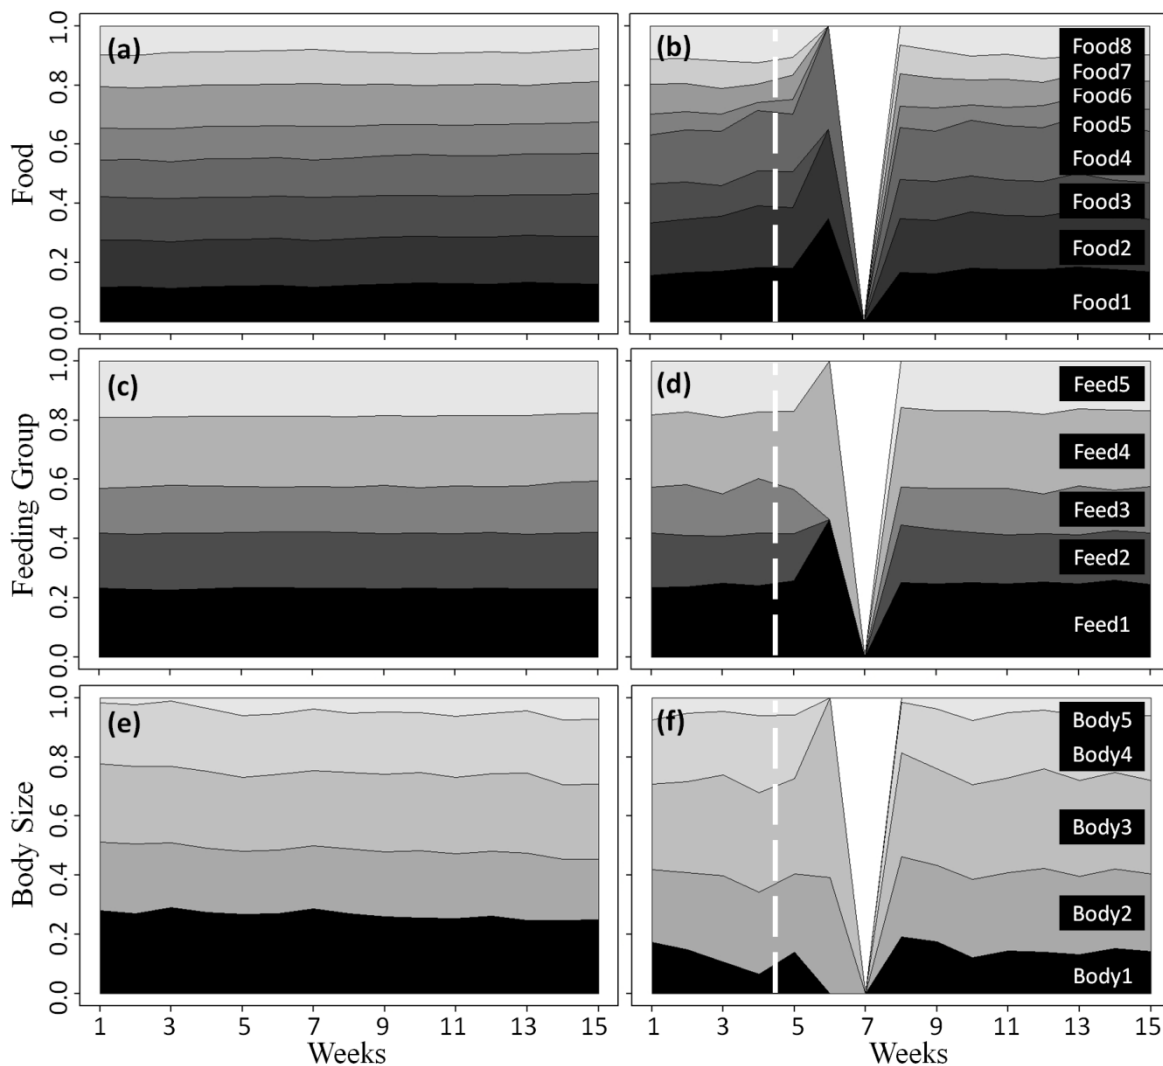 Food
1.0
0.8
0.6
0.4
0.2
0.0
(a)
(b)
Food8
Food7
Food6
Food5
Food4
Food3
Food2
Food1
Feeding Group
1.0
0.8
0.6
0.4
0.2
0.0
(c)
(d)
Feed5
Feed4
Feed3
Feed2
Feed1
Body Size
1.0
0.8
0.6
0.4
0.2
0.0
(e)
(f)
Body5
Body4
Body3
Body2
Body1
1 3 5 7 9 11 13 15
1 3 5 7 9 11 13 15
Weeks
Weeks